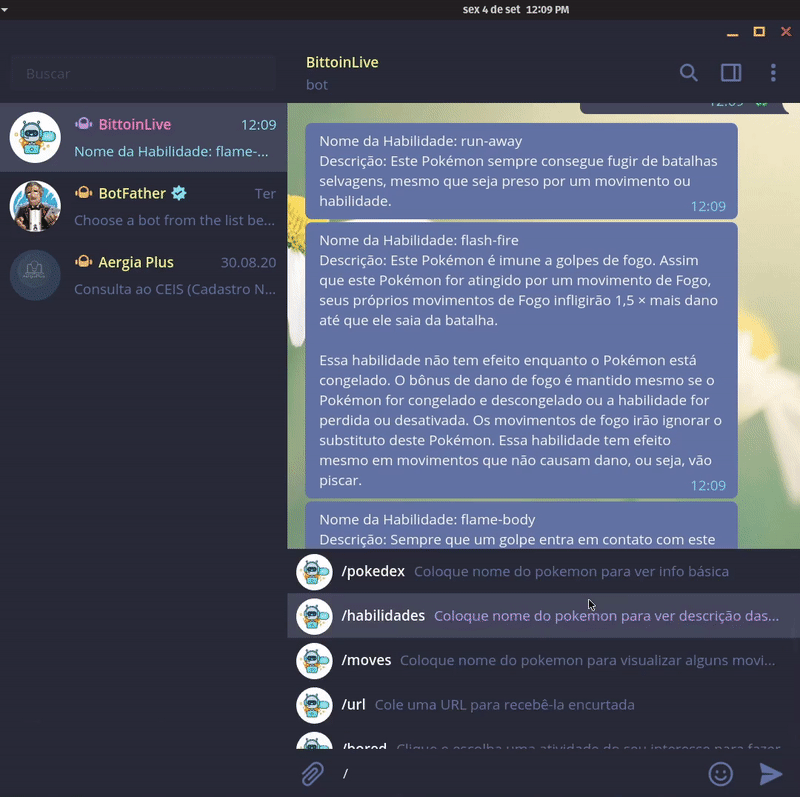 sex 4 de set 12:09 PM
Buscar
BittoinLive
bot
BittoinLive 12:09
Nome da Habilidade: flame-...
BotFather Ter
Choose a bot from the list be...
Aergia Plus 30.08.20
Consulta ao CEIS (Cadastro N...
12:09
Nome da Habilidade: run-away
Descrição: Este Pokémon sempre consegue fugir de batalhas
selvagens, mesmo que seja preso por um movimento ou
habilidade.
12:09
Nome da Habilidade: flash-fire
Descrição: Este Pokémon é imune a golpes de fogo. Assim
que este Pokémon for atingido por um movimento de Fogo,
seus próprios movimentos de Fogo infligirão 1,5 × mais dano
até que ele saia da batalha.
Essa habilidade não tem efeito enquanto o Pokémon está
congelado. O bônus de dano de fogo é mantido mesmo se o
Pokémon for congelado e descongelado ou a habilidade for
perdida ou desativada. Os movimentos de fogo irão ignorar o
substituto deste Pokémon. Essa habilidade tem efeito
mesmo em movimentos que não causam dano, ou seja, vão
piscar.
12:09
Nome da Habilidade: flame-body
Descrição: Sempre que um golpe entra em contato com este
/pokedex Coloque nome do pokemon para ver info básica
/habilidades Coloque nome do pokemon para ver descrição das...
/moves Coloque nome do pokemon para visualizar alguns movi...
/url Cole uma URL para recebê-la encurtada
/bored Clique e escolha uma atividade do seu interesse para fazer
/